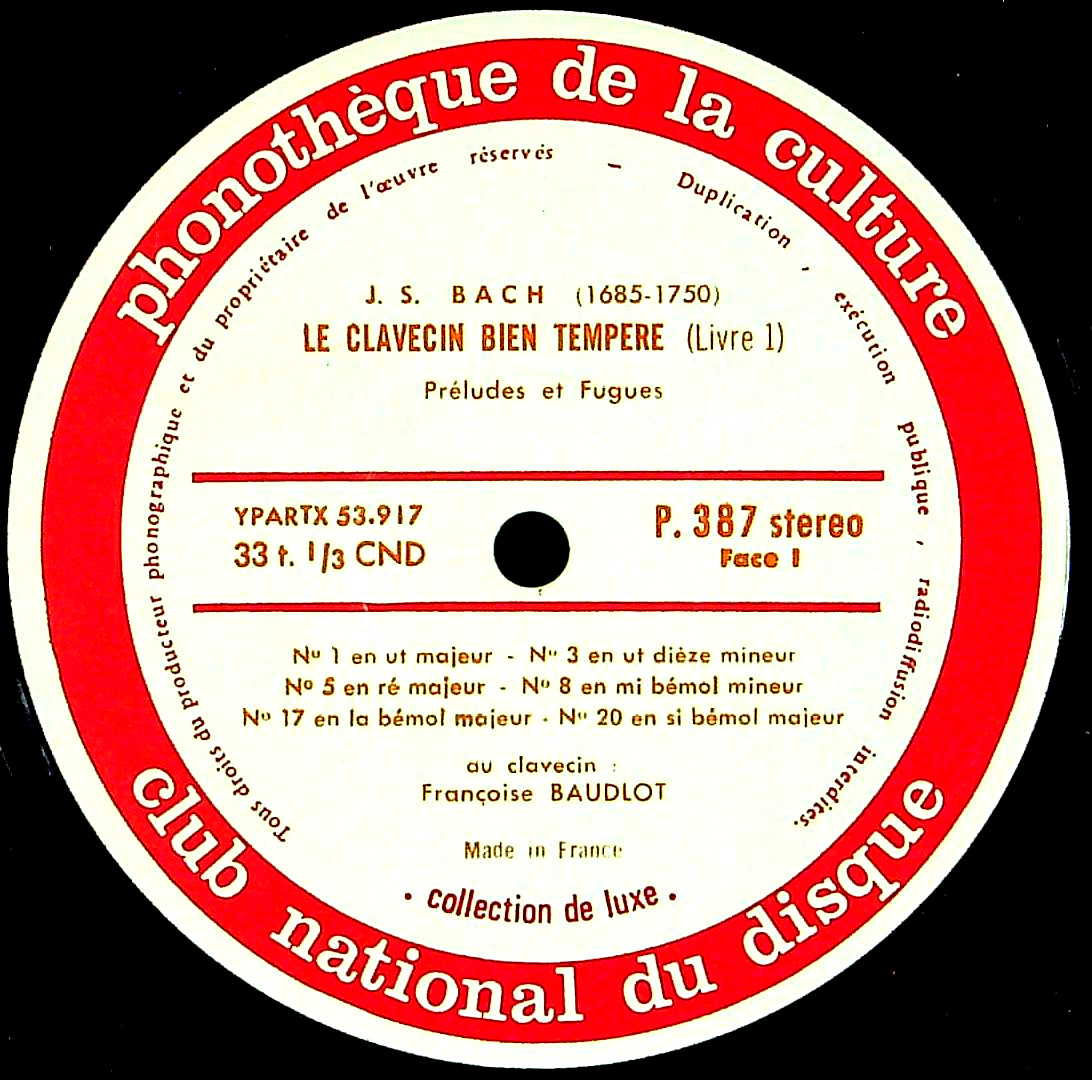 phonothèque de la culture
Tous droits du producteur phonographique et du propriétaire de l'œuvre réservés - Duplication, exécution publique, radiodiffusion interdites.
J. S. BACH (1685-1750)
LE CLAVECIN BIEN TEMPERE (Livre 1)
Préludes et Fugues
YPARTX 53.917
33 t. 1/3 CND
P. 387 stereo
Face 1
Nº 1 en ut majeur - Nº 3 en ut dièze mineur
Nº 5 en ré majeur - Nº 8 en mi bémol mineur
Nº 17 en la bémol majeur - Nº 20 en si bémol majeur
au clavecin :
Françoise BAUDLOT
Made in France
• collection de luxe •
club national du disque